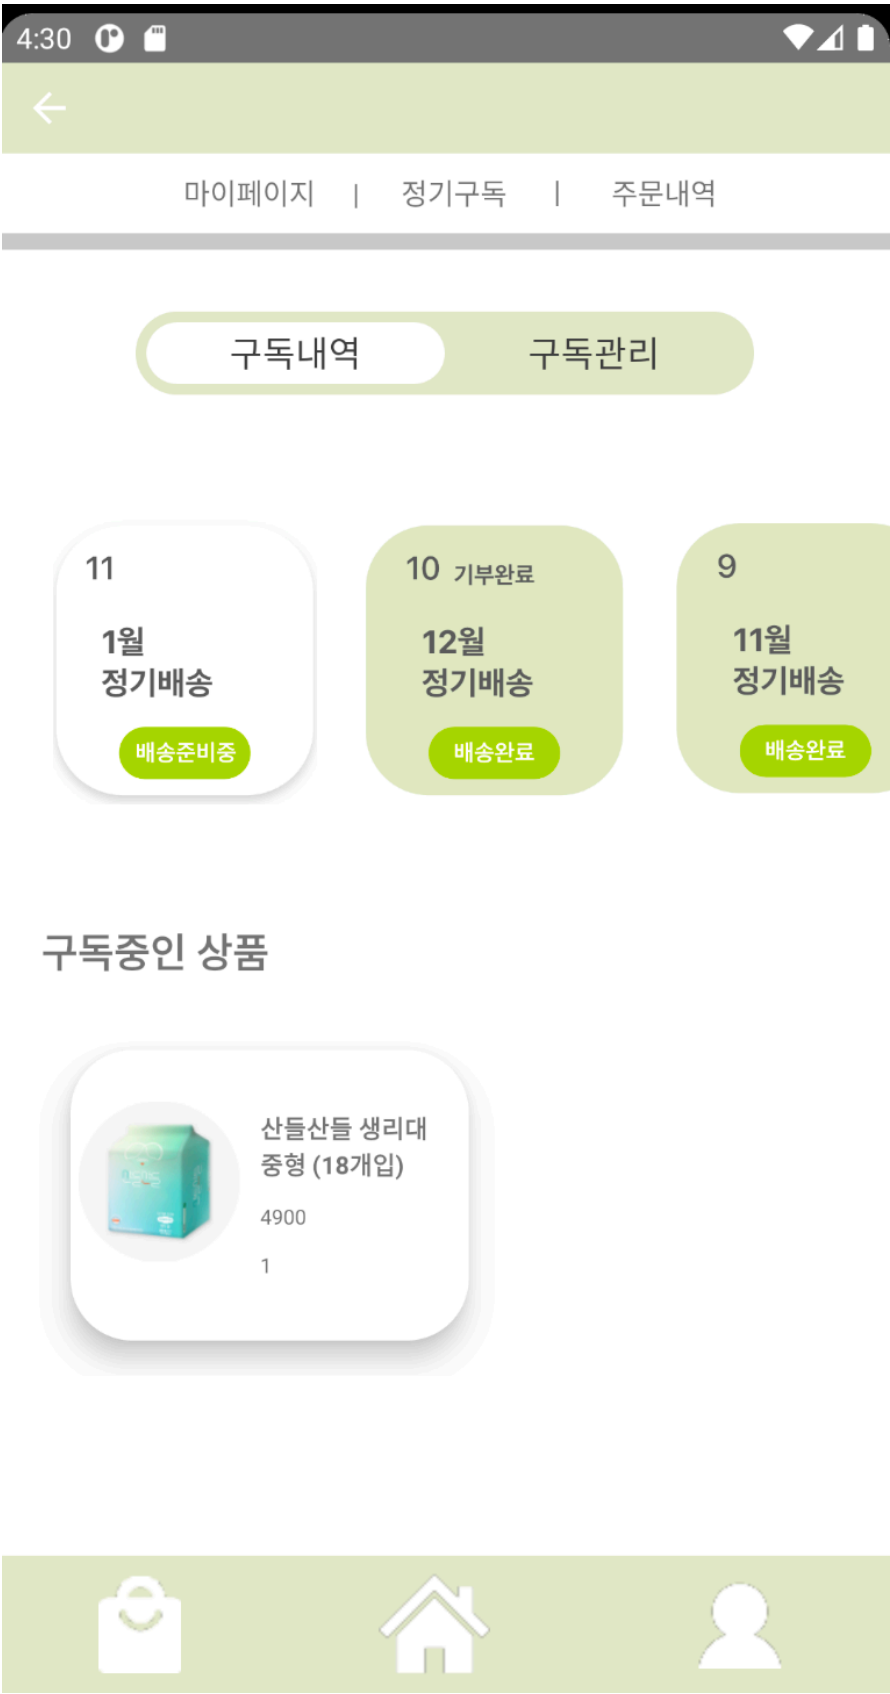 4:30
마이페이지 | 정기구독 | 주문내역
구독내역 구독관리
11
1월
정기배송
배송준비중
10 기부완료
12월
정기배송
배송완료
9
11월
정기배송
배송완료
구독중인 상품
산들산들 생리대
중형 (18개입)
4900
1